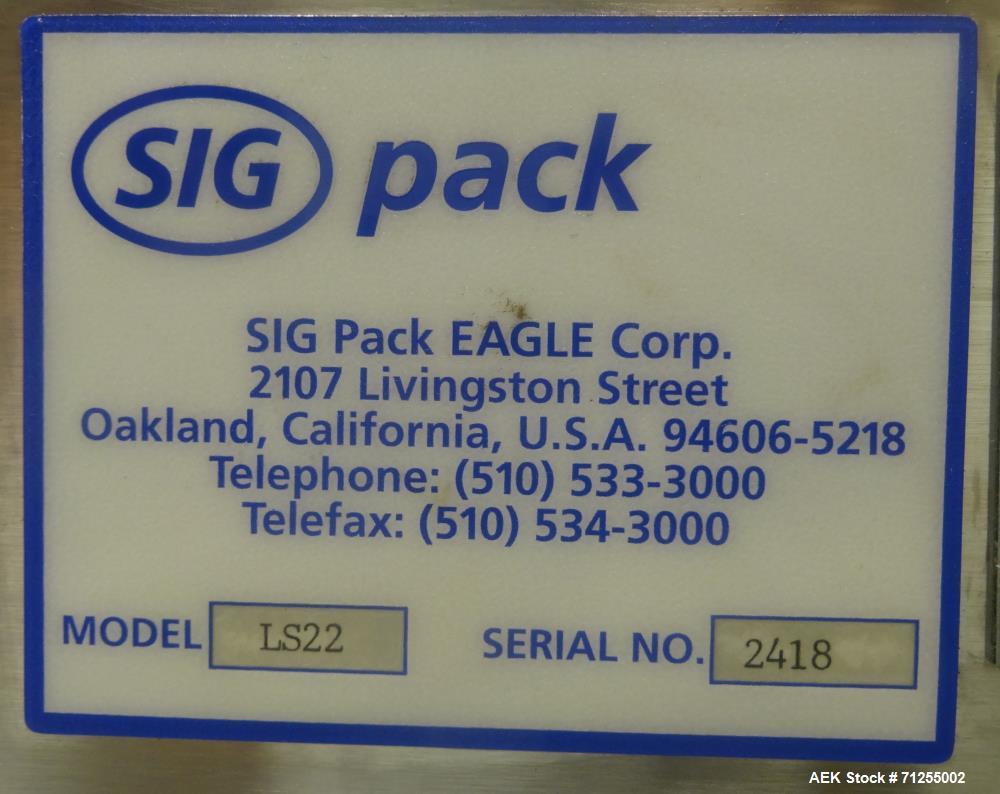 SIG pack
SIG Pack EAGLE Corp.
2107 Livingston Street
Oakland, California, U.S.A. 94606-5218
Telephone: (510) 533-3000
Telefax: (510) 534-3000
MODEL LS22 SERIAL NO. 2418
AEK Stock # 71255002